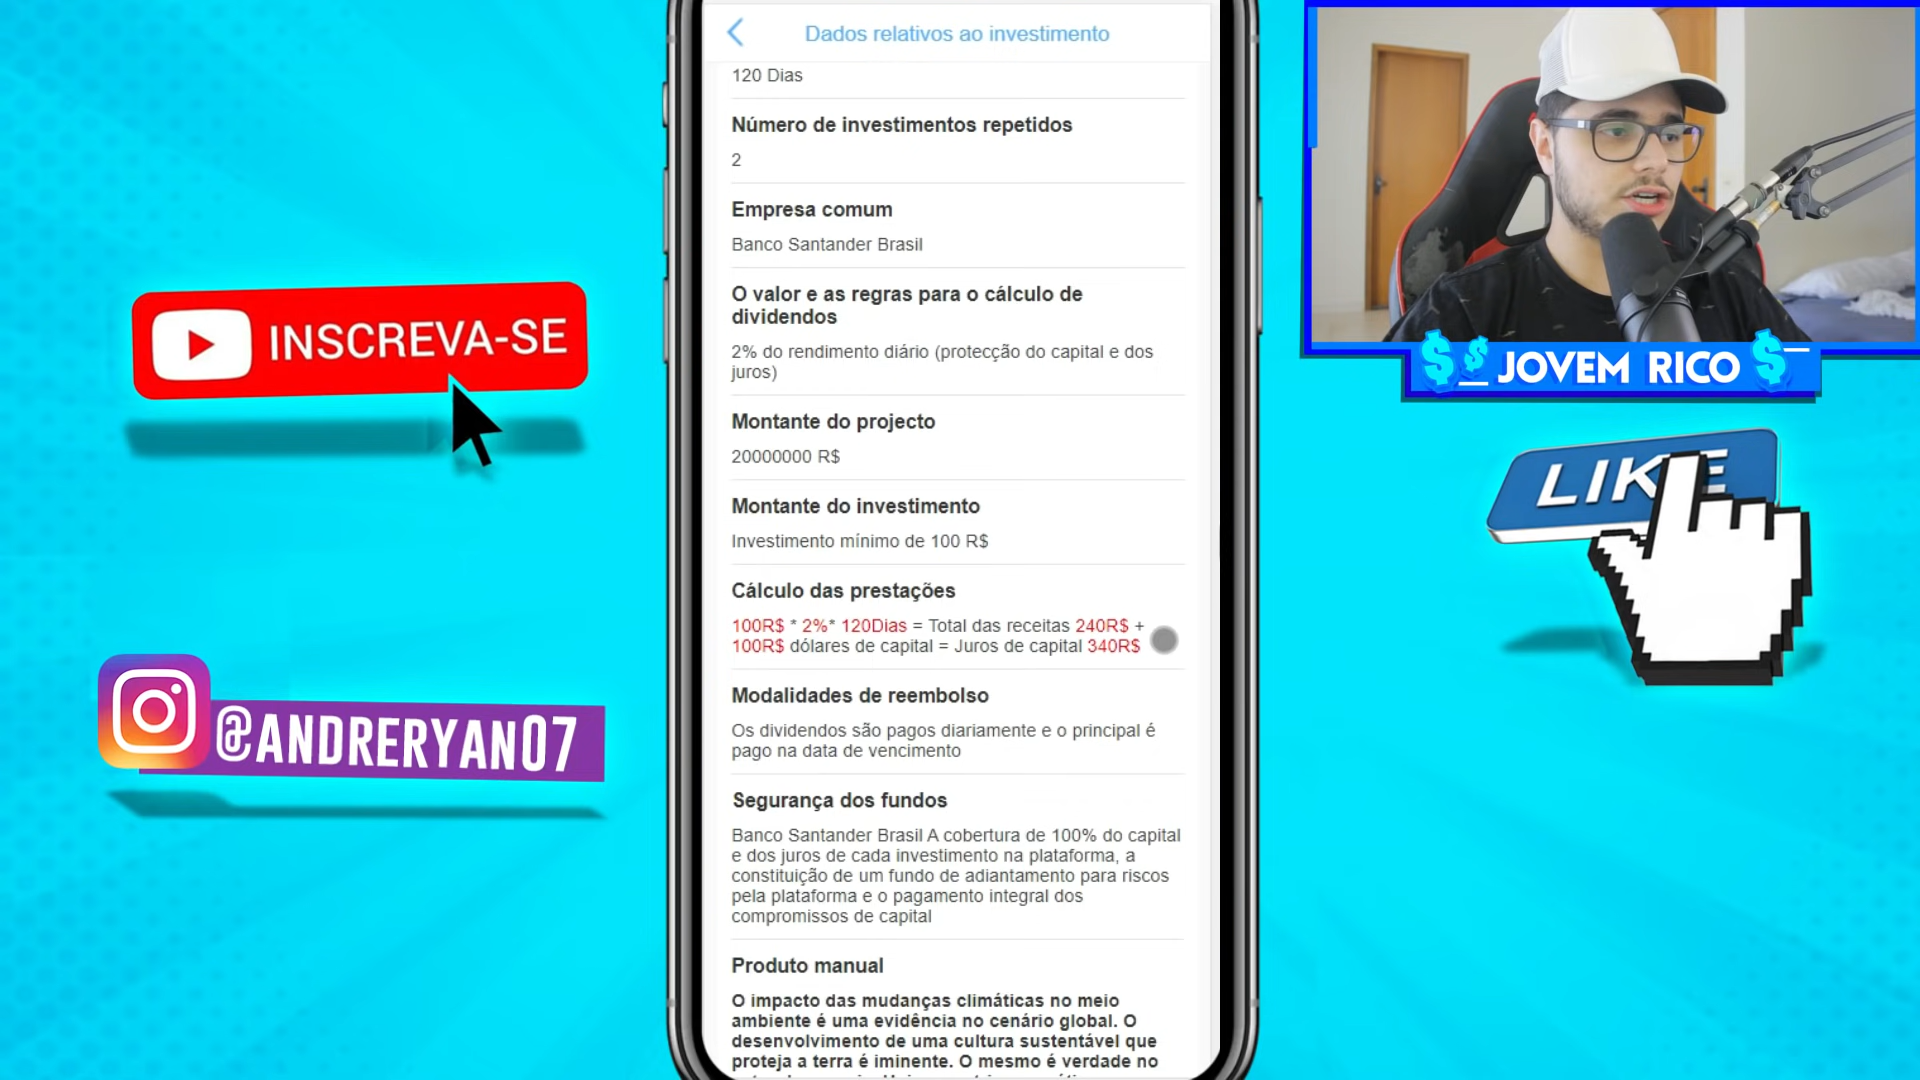 Dados relativos ao investimento
120 Dias
Número de investimentos repetidos
2
Empresa comum
Banco Santander Brasil
O valor e as regras para o cálculo de
dividendos
2% do rendimento diário (protecção do capital e dos
juros)
Montante do projecto
20000000 R$
Montante do investimento
Investimento mínimo de 100 R$
Cálculo das prestações
100R$ * 2%* 120Dias = Total das receitas 240R$ +
100R$ dólares de capital = Juros de capital 340R$
Modalidades de reembolso
Os dividendos são pagos diariamente e o principal é
pago na data de vencimento
Segurança dos fundos
Banco Santander Brasil A cobertura de 100% do capital
e dos juros de cada investimento na plataforma, a
constituição de um fundo de adiantamento para riscos
pela plataforma e o pagamento integral dos
compromissos de capital
Produto manual
O impacto das mudanças climáticas no meio
ambiente é uma evidência no cenário global. O
desenvolvimento de uma cultura sustentável que
proteja a terra é iminente. O mesmo é verdade no
INSCREVA-SE
@ANDRERYAN07
$ $ JOVEM RICO $
LIKE